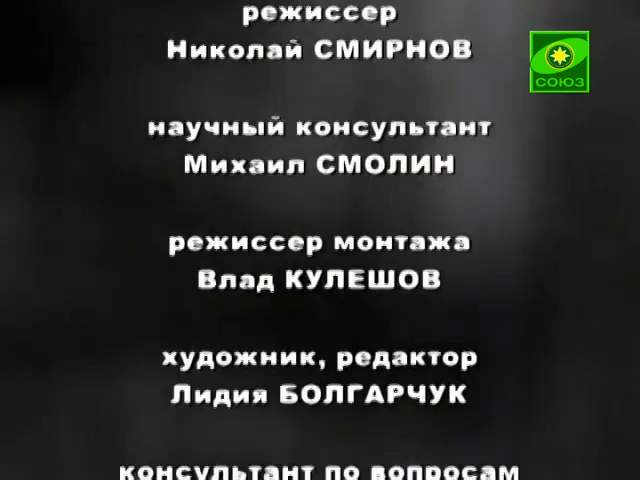 режиссер
Николай СМИРНОВ
СОЮЗ
научный консультант
Михаил СМОЛИН
режиссер монтажа
Влад КУЛЕШОВ
художник, редактор
Лидия БОЛГАРЧУК
консультант по вопросам